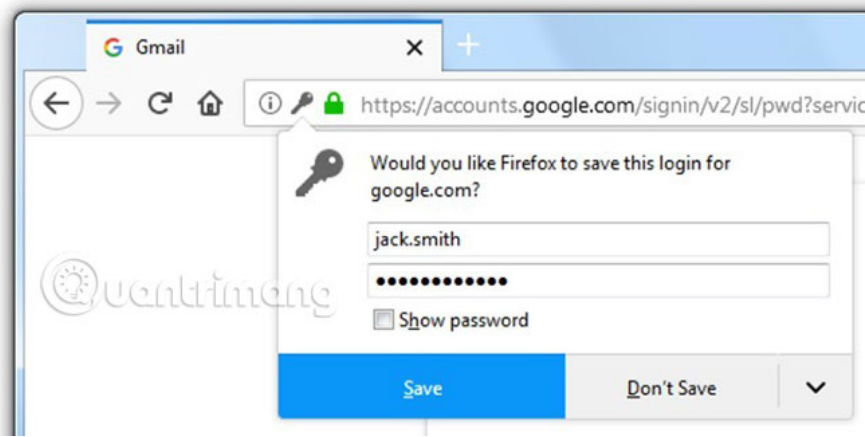 Gmail
https://accounts.google.com/signin/v2/sl/pwd?servic
Would you like Firefox to save this login for
google.com?
jack.smith
Show password
Save
Don't Save
Quantrimang